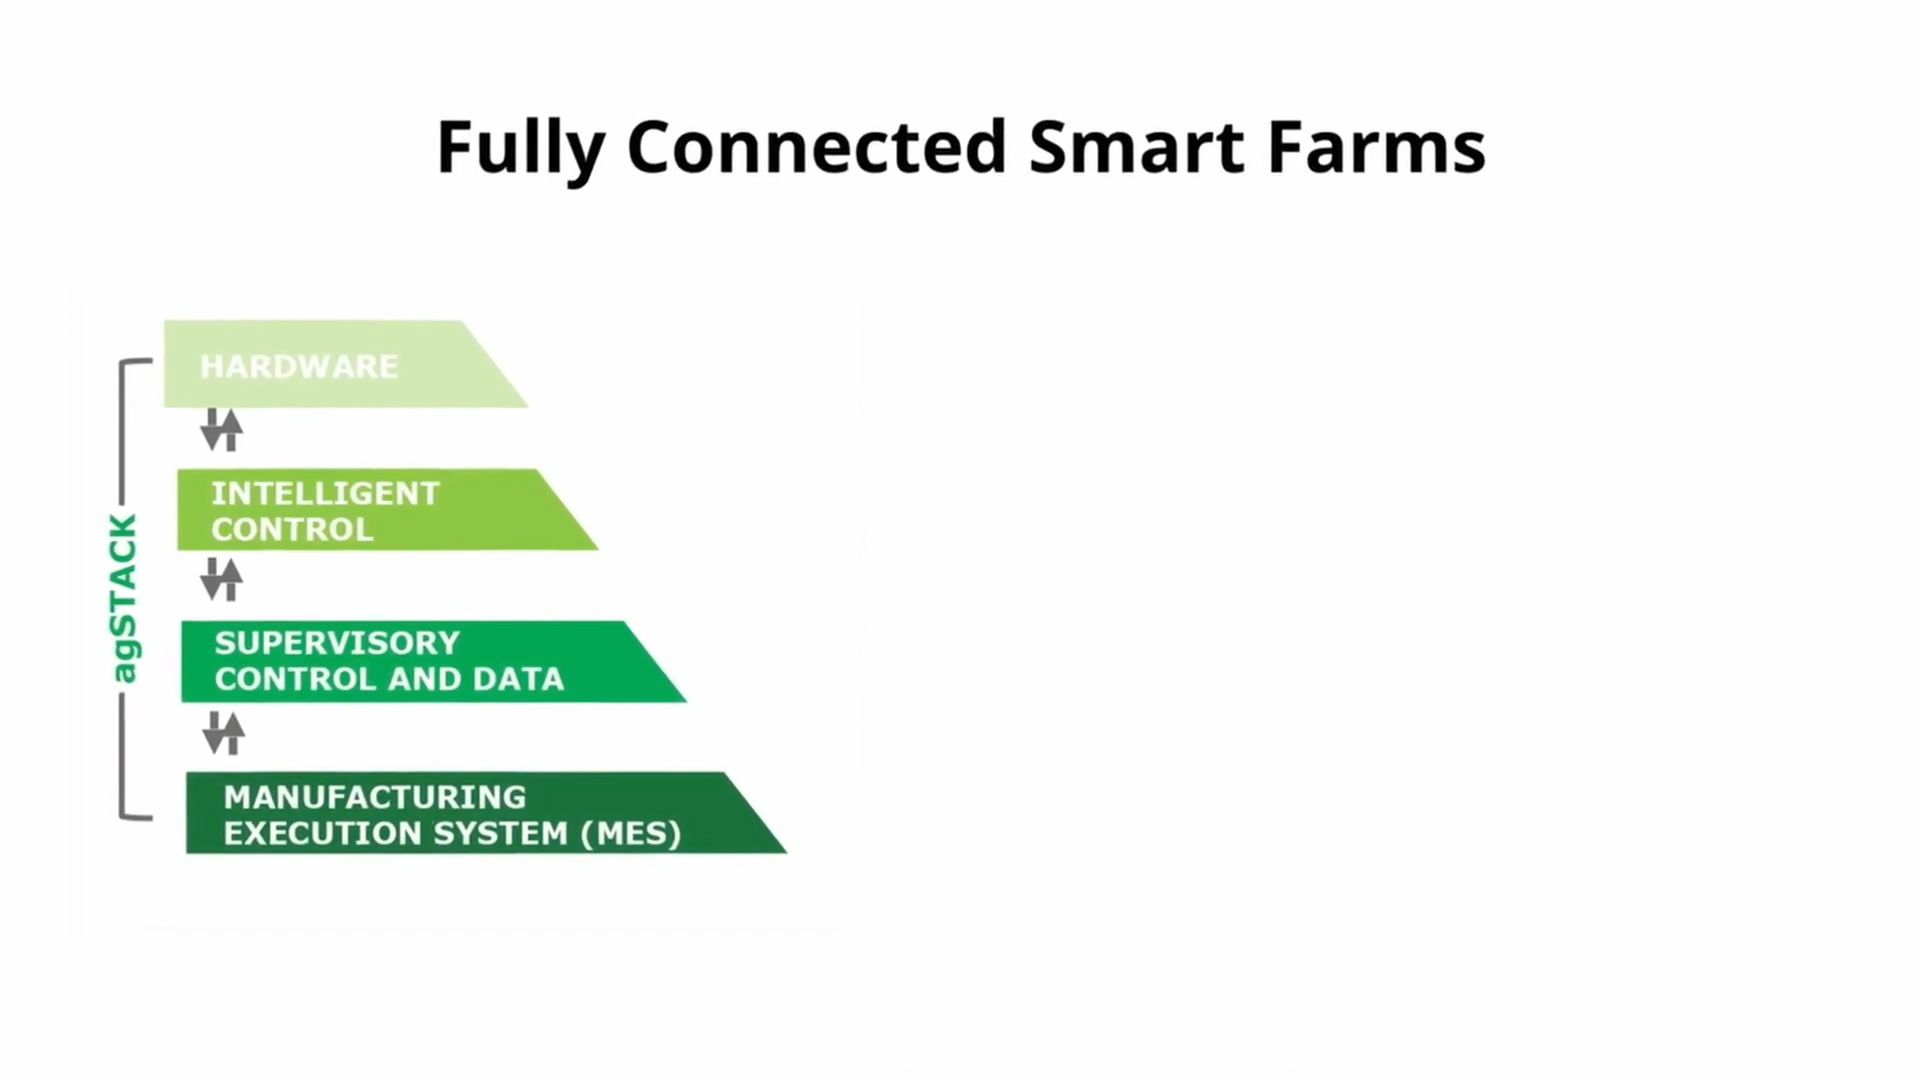 Fully Connected Smart Farms
agSTACK
HARDWARE
INTELLIGENT
CONTROL
SUPERVISORY
CONTROL AND DATA
MANUFACTURING
EXECUTION SYSTEM (MES)